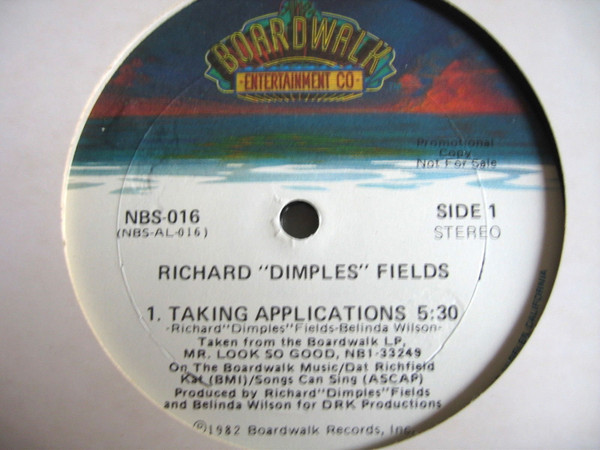 The
BOARDWALK
·ENTERTAINMENT CO·
Promotional
Copy
Not For Sale
NBS-016
(NBS-AL-016)
SIDE 1
STEREO
RICHARD "DIMPLES" FIELDS
1. TAKING APPLICATIONS 5:30
-Richard"Dimples"Fields-Belinda Wilson-
Taken from the Boardwalk LP,
MR. LOOK SO GOOD, NB1-33249
On The Boardwalk Music/Dat Richfield
Kat (BMI)/Songs Can Sing (ASCAP)
Produced by Richard"Dimples"Fields
and Belinda Wilson for DRK Productions
℗1982 Boardwalk Records, Inc.
CALIFORNIA